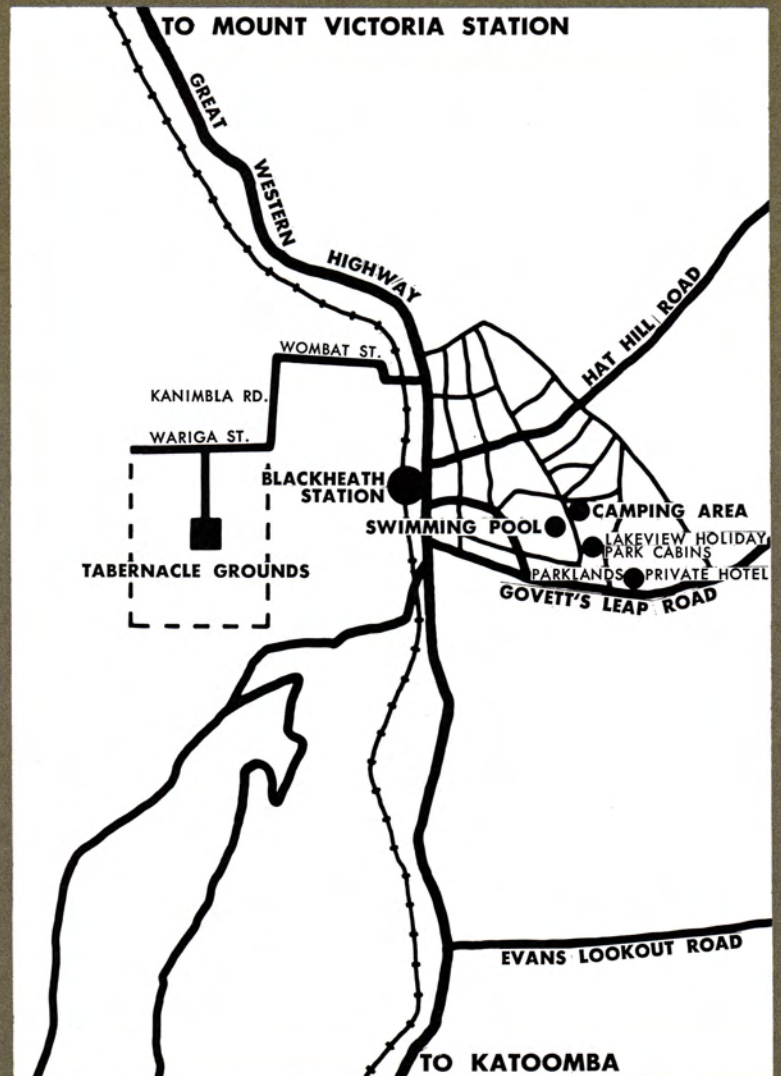 TO MOUNT VICTORIA STATION
GREAT
WESTERN
HIGHWAY
HAT HILL ROAD
WOMBAT ST.
KANIMBLA RD.
WARIGA ST.
BLACKHEATH
STATION
CAMPING AREA
SWIMMING POOL
LAKEVIEW HOLIDAY
PARK CABINS
TABERNACLE GROUNDS
PARKLANDS PRIVATE HOTEL
GOVETT'S LEAP ROAD
EVANS LOOKOUT ROAD
TO KATOOMBA